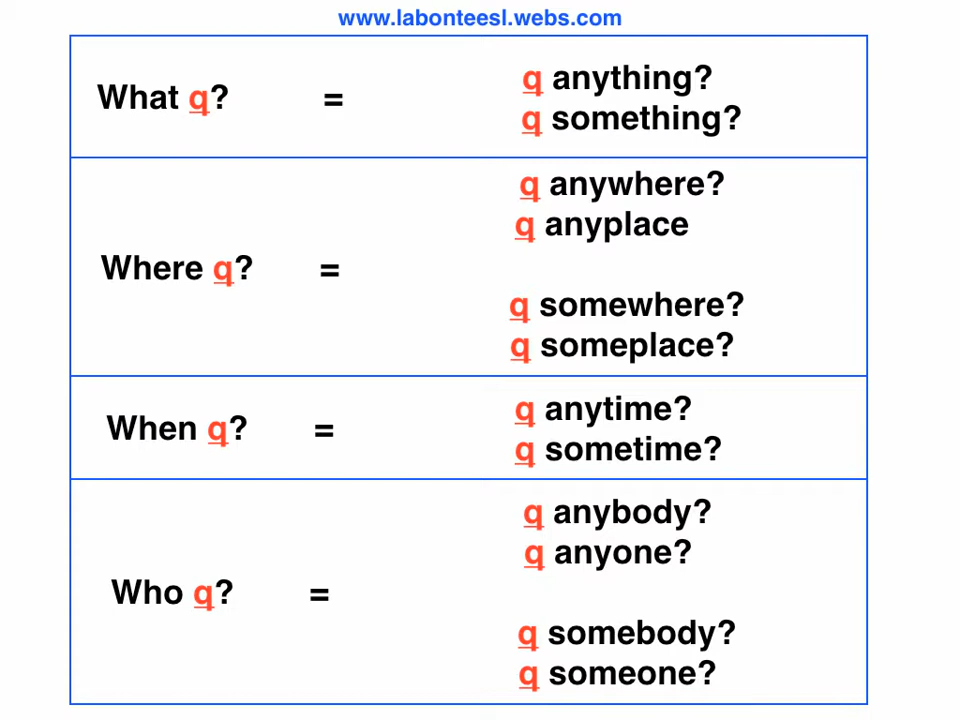 www.labonteesl.webs.com
What q? =
q anything?
q something?
Where q? =
q anywhere?
q anyplace
q somewhere?
q someplace?
When q? =
q anytime?
q sometime?
Who q? =
q anybody?
q anyone?
q somebody?
q someone?